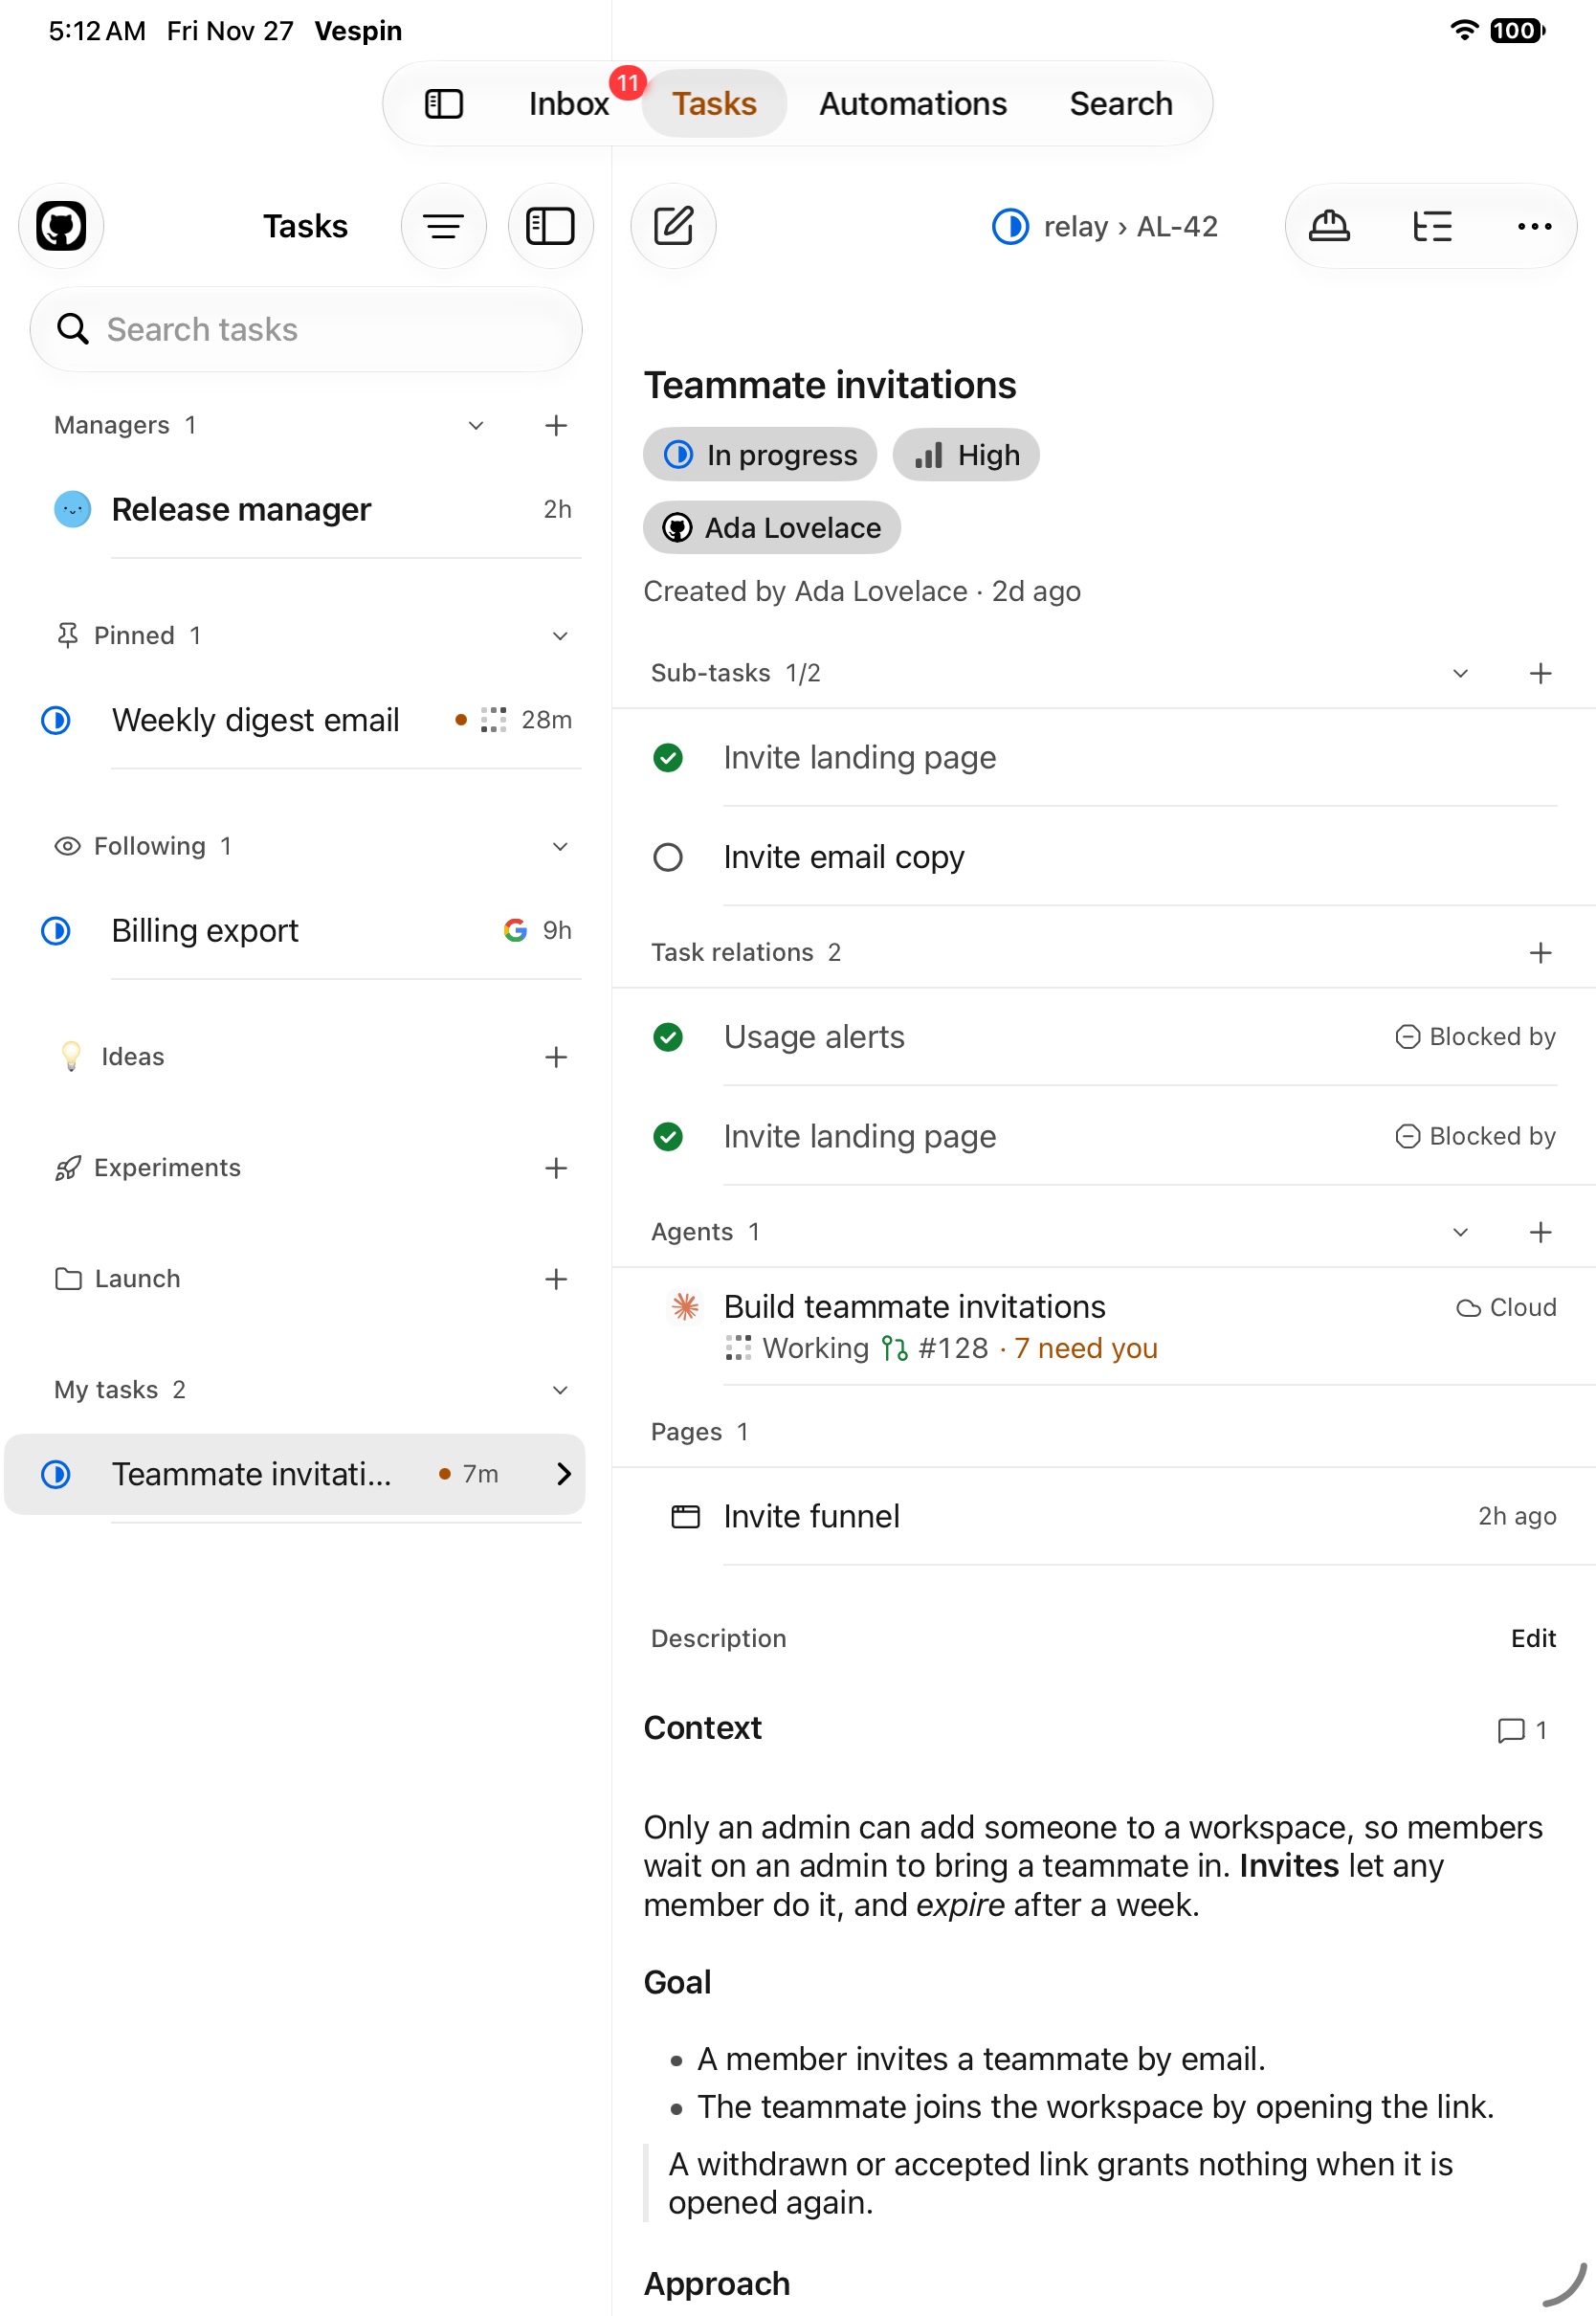 5:12 AM Fri Nov 27 Vespin
100
Inbox 11 Tasks Automations Search
Tasks
Search tasks
Managers 1
Release manager 2h
Pinned 1
Weekly digest email 28m
Following 1
Billing export 9h
Ideas
Experiments
Launch
My tasks 2
Teammate invitati... 7m
relay › AL-42
Teammate invitations
In progress High
Ada Lovelace
Created by Ada Lovelace · 2d ago
Sub-tasks 1/2
Invite landing page
Invite email copy
Task relations 2
Usage alerts Blocked by
Invite landing page Blocked by
Agents 1
Build teammate invitations Cloud
Working #128 · 7 need you
Pages 1
Invite funnel 2h ago
Description Edit
Context 1
Only an admin can add someone to a workspace, so members
wait on an admin to bring a teammate in. Invites let any
member do it, and expire after a week.
Goal
• A member invites a teammate by email.
• The teammate joins the workspace by opening the link.
A withdrawn or accepted link grants nothing when it is
opened again.
Approach